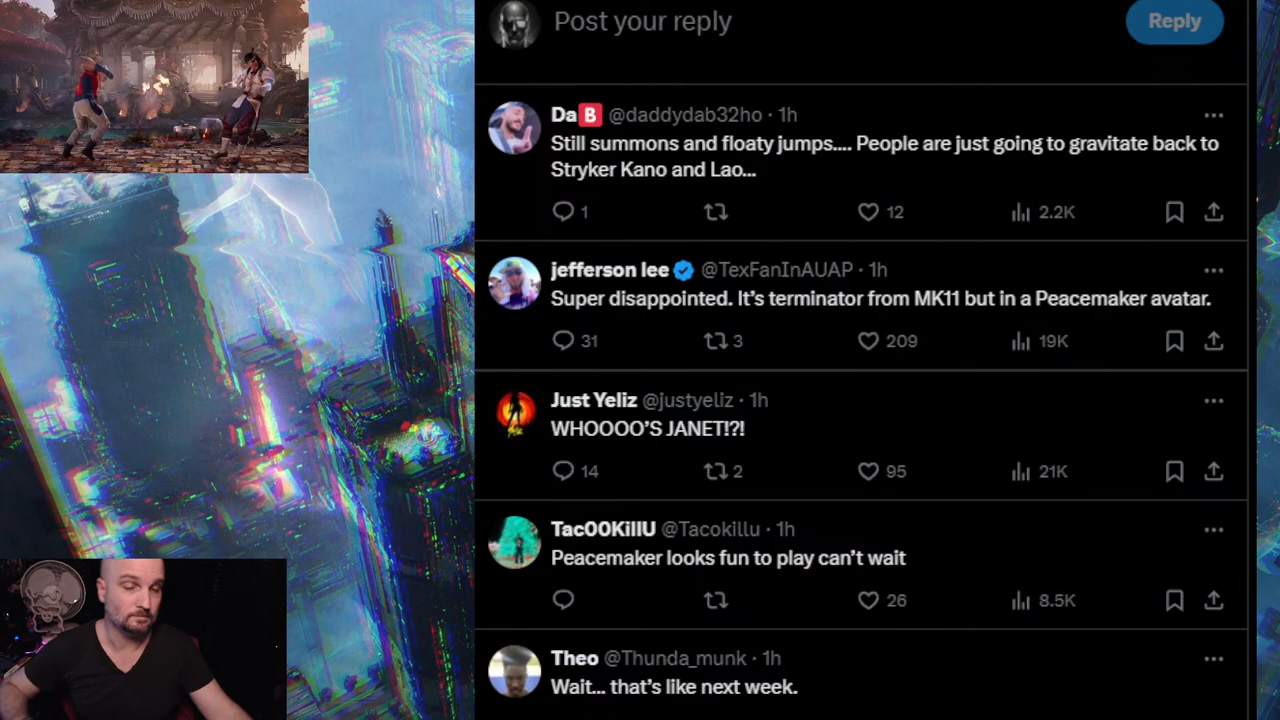 Post your reply
Reply
Da B @daddydab32ho · 1h
Still summons and floaty jumps.... People are just going to gravitate back to
Stryker Kano and Lao...
1 12 2.2K
jefferson lee @TexFanInAUAP · 1h
Super disappointed. It's terminator from MK11 but in a Peacemaker avatar.
31 3 209 19K
Just Yeliz @justyeliz · 1h
WHOOOO'S JANET!?!
14 2 95 21K
Tac00KillU @Tacokillu · 1h
Peacemaker looks fun to play can't wait
26 8.5K
Theo @Thunda_munk · 1h
Wait... that's like next week.